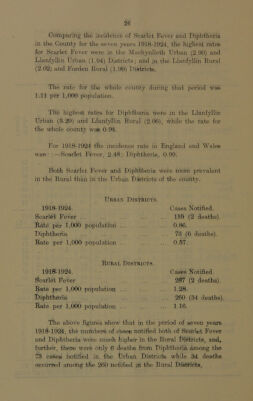 26
Comparing the incidence of Scarlet Fever and Diphtheria
in the County for the seven years 1918-1924, the highest rates
for Scarlet Fever were in the Machynlleth Urban (2.90) and
Llanfyllin Urban (1.94) Districts; and in the Llanfyllin Rural
(2.02) and Forden Rural (1.99) Districts.
The rate for the whole county during that period was
1.11 per 1,000 population.
The highest rates for Diphtheria were in the Llanfyllin
Urban (3.29) and Llanfyllin Rural (2.06), while the rate for
the whole county was 0.94.
For 1918-1924 the incidence rate in England and Wales
was :—Scarlet Fever, 2.48; Diphtheria, 0.90.
Both Scarlet Fever and Diphtheria were more prevalent
in the Rural than in the Urban Districts of the county.
URBAN DISTRICTS.
1918-1924. Cases Notified.
Scarlet Fever ... 110 (2 deaths).
Rate per 1,000 population ... 0.86.
Diphtheria ... 73 (6 deaths).
Rate per 1,000 population ... 0.57.
RURAL DISTRICTS.
1918-1924. Cases Notified.
Scarlet Fever ... 287 (2 deaths).
Rate per 1,000 population ... 1.28.
Diphtheria ... 260 (34 deaths).
Rate per 1,000 population ... 1.16.
The above figures show that in the period of seven years
1918-1924, the numbers of cases notified both of Scarlet Fever
and Diphtheria were much higher in the Rural Districts, and,
further, there were only 6 deaths from Diphtheria among the
73 cases notified in the Urban Districts while 34 deaths
occurred among the 260 notified in the Rural Districts.